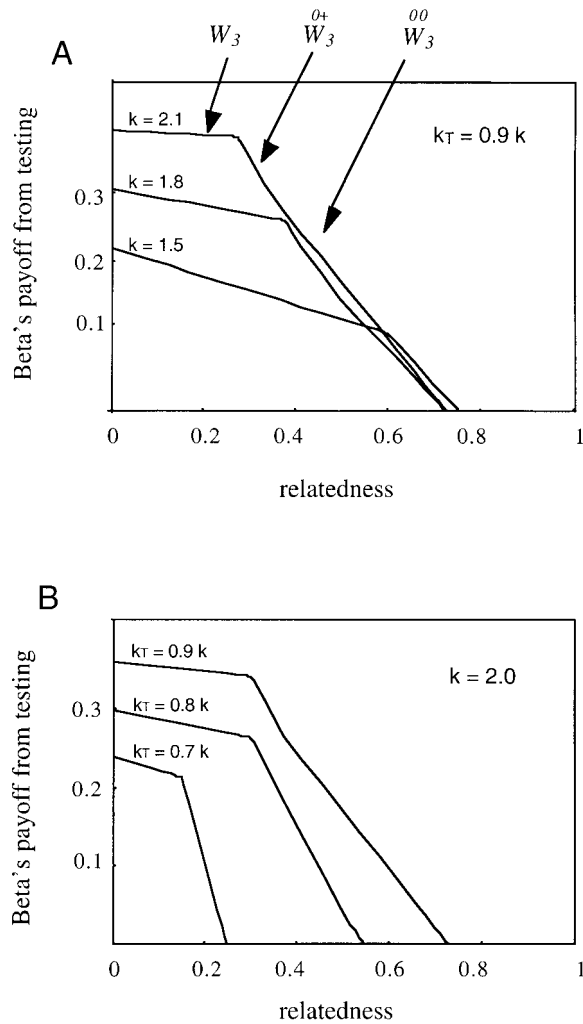 A
W3
0+
W3
00
W3
Beta's payoff from testing
k = 2.1
kT = 0.9 k
0.3
k = 1.8
0.2
k = 1.5
0.1
0 0.2 0.4 0.6 0.8 1
relatedness
B
Beta's payoff from testing
kT = 0.9 k
k = 2.0
0.3
kT = 0.8 k
kT = 0.7 k
0.2
0.1
0 0.2 0.4 0.6 0.8 1
relatedness